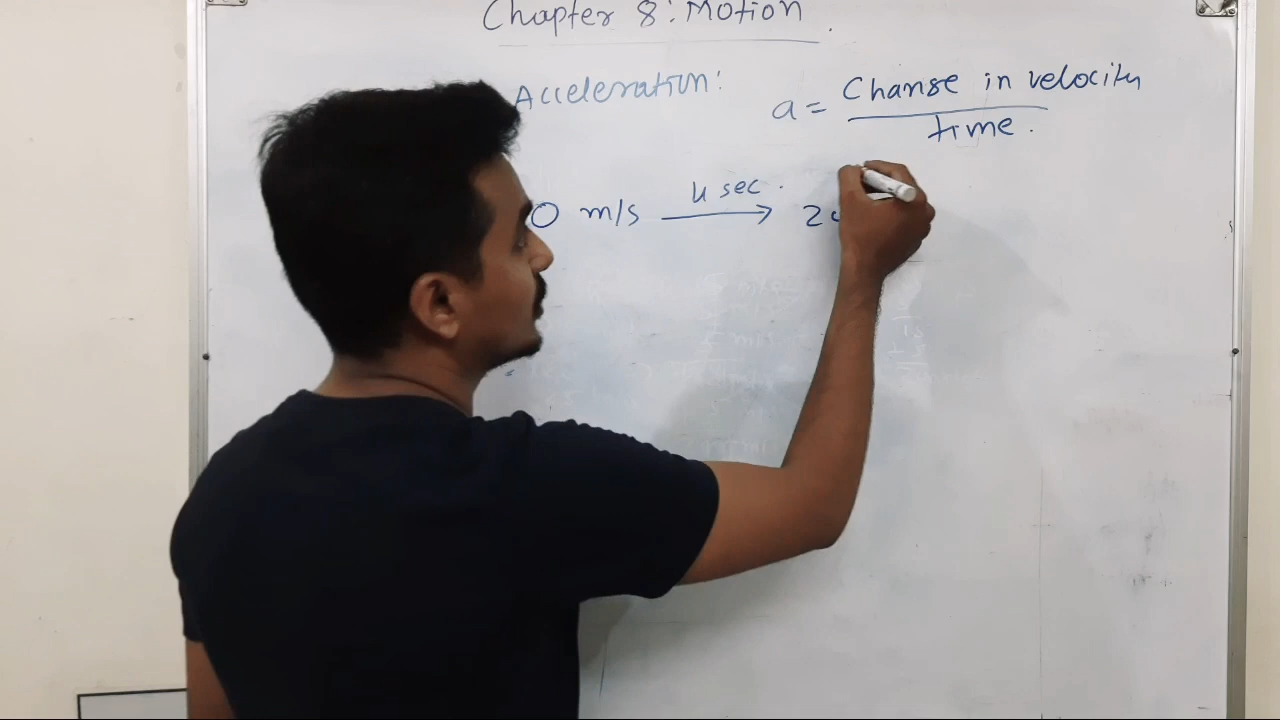 Chapter 8: Motion
Acceleration: a = Change in velocity
time.
4 sec.
0 m/s → 2